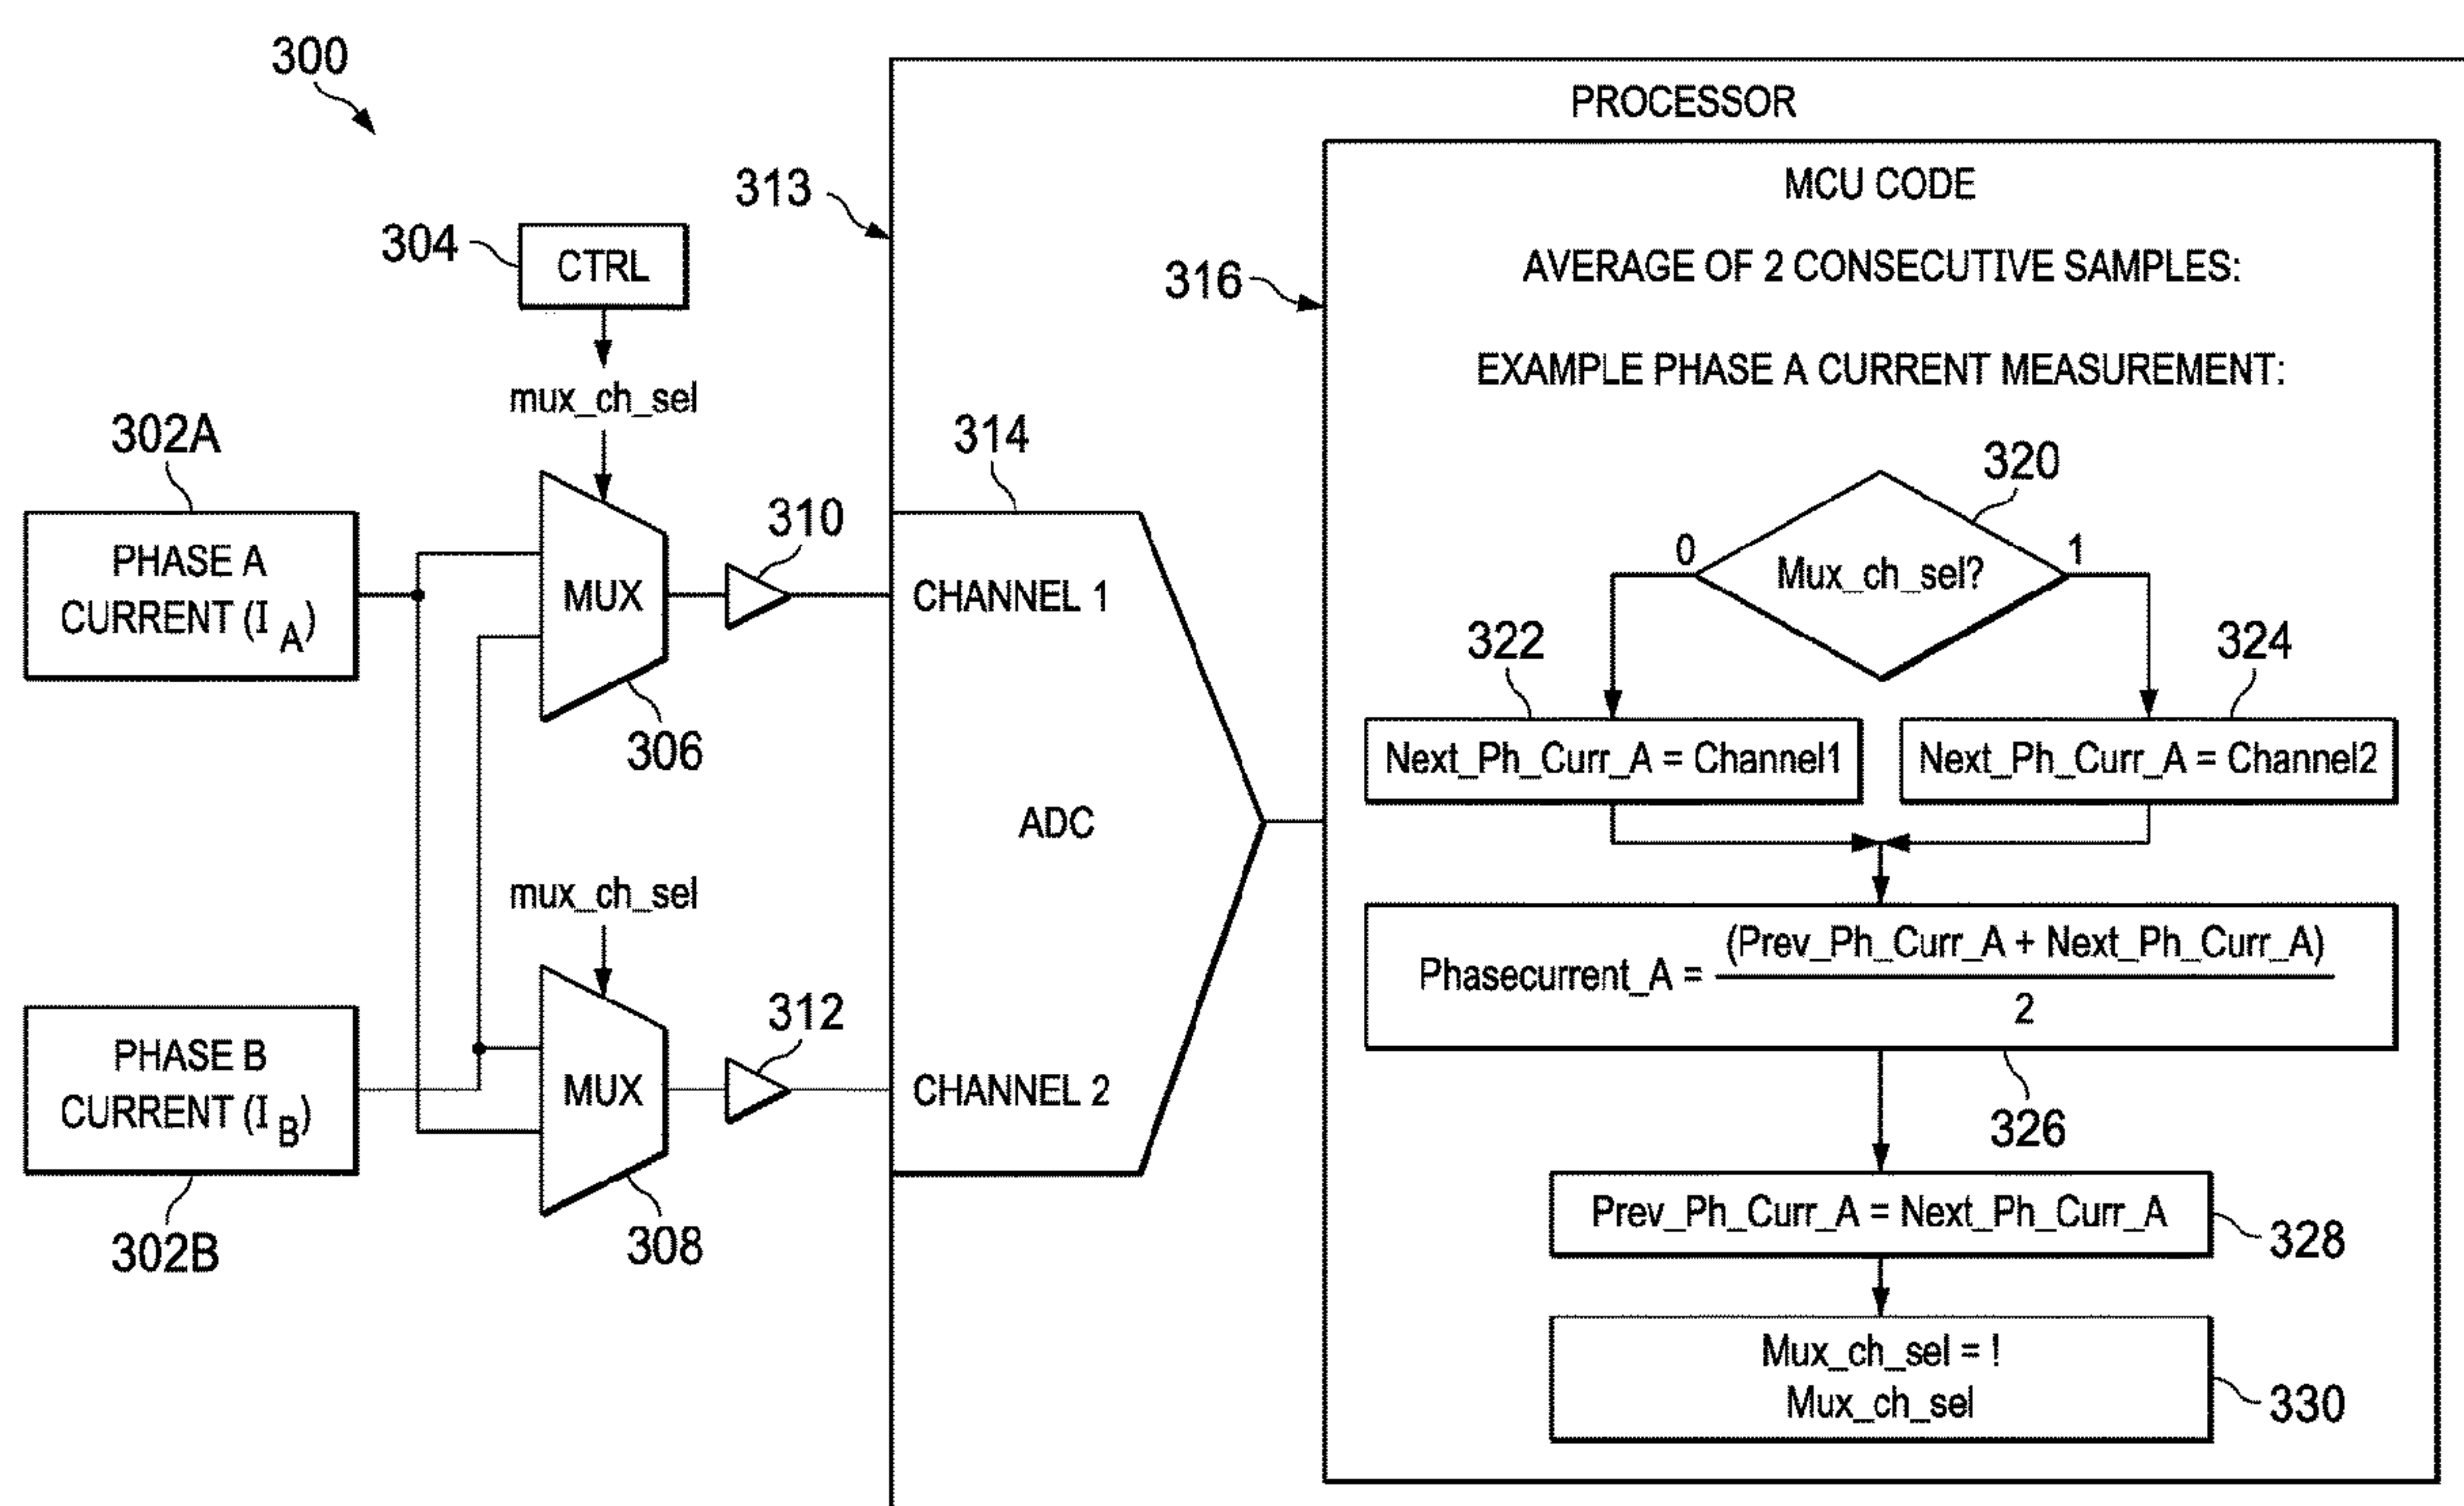 300
PROCESSOR
313
MCU CODE
304
CTRL
316
AVERAGE OF 2 CONSECUTIVE SAMPLES:
EXAMPLE PHASE A CURRENT MEASUREMENT:
mux_ch_sel
302A
314
320
310
0
1
Mux_ch_sel?
PHASE A
CURRENT (I A)
MUX
CHANNEL 1
322
324
306
Next_Ph_Curr_A = Channel1
Next_Ph_Curr_A = Channel2
ADC
mux_ch_sel
Phasecurrent_A = (Prev_Ph_Curr_A + Next_Ph_Curr_A)
2
312
PHASE B
CURRENT (I B)
MUX
CHANNEL 2
326
302B
308
Prev_Ph_Curr_A = Next_Ph_Curr_A
328
Mux_ch_sel = !
Mux_ch_sel
330